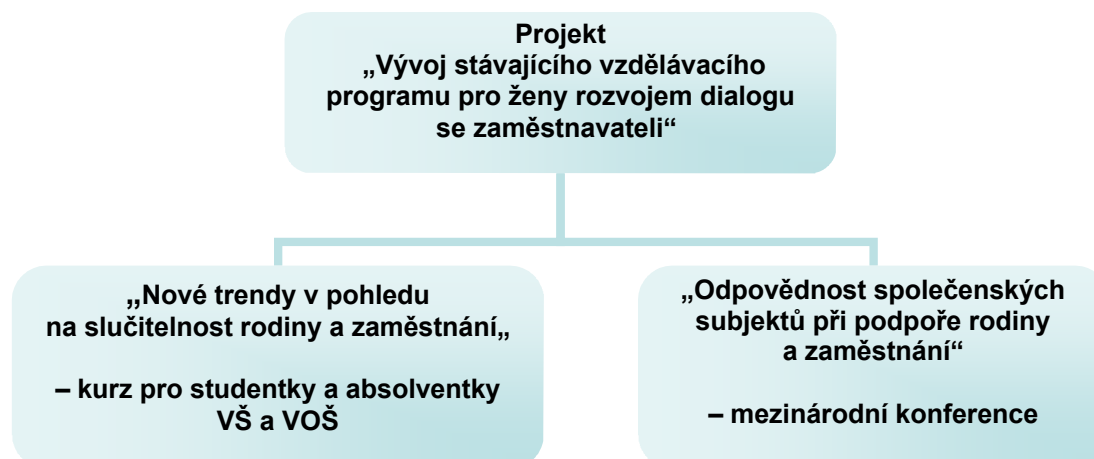 Projekt
„Vývoj stávajícího vzdělávacího
programu pro ženy rozvojem dialogu
se zaměstnavateli“
„Nové trendy v pohledu
na slučitelnost rodiny a zaměstnání„
– kurz pro studentky a absolventky
VŠ a VOŠ
„Odpovědnost společenských
subjektů při podpoře rodiny
a zaměstnání“
– mezinárodní konference